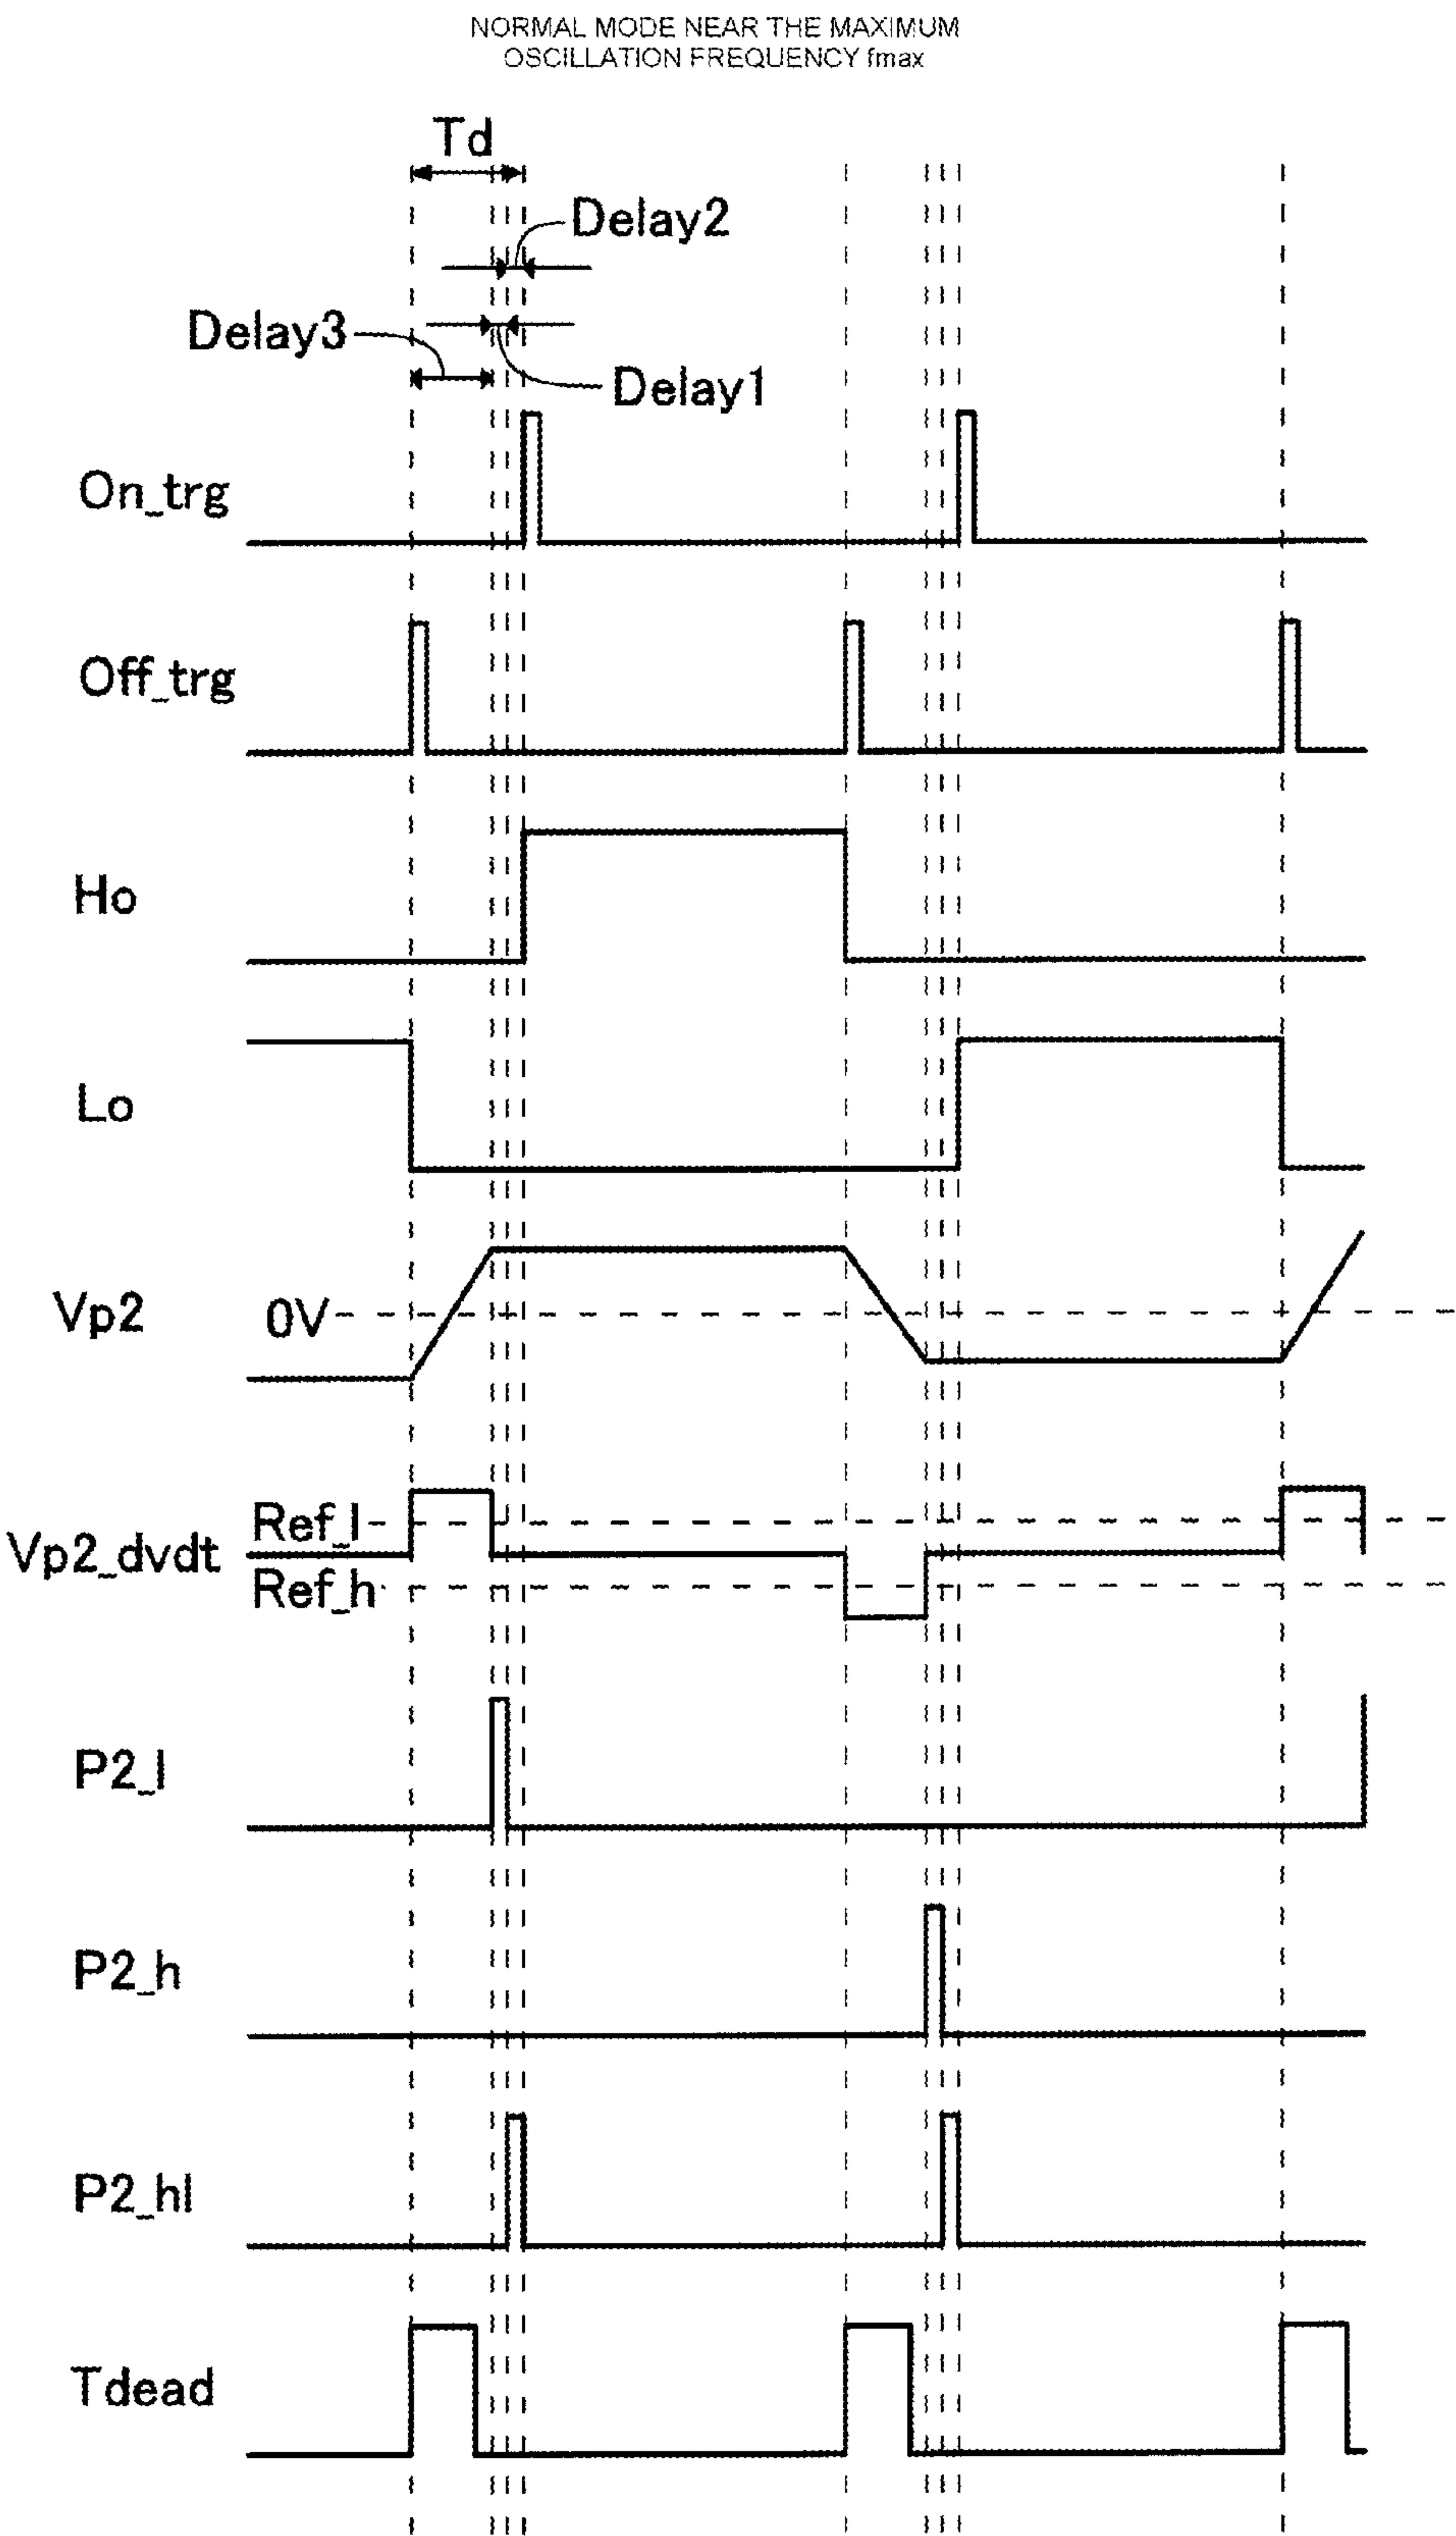 NORMAL MODE NEAR THE MAXIMUM
OSCILLATION FREQUENCY fmax
Td
Delay2
Delay3
Delay1
On_trg
Off_trg
Ho
Lo
Vp2
0V
Ref_l
Vp2_dvdt
Ref_h
P2_l
P2_h
P2_hl
Tdead